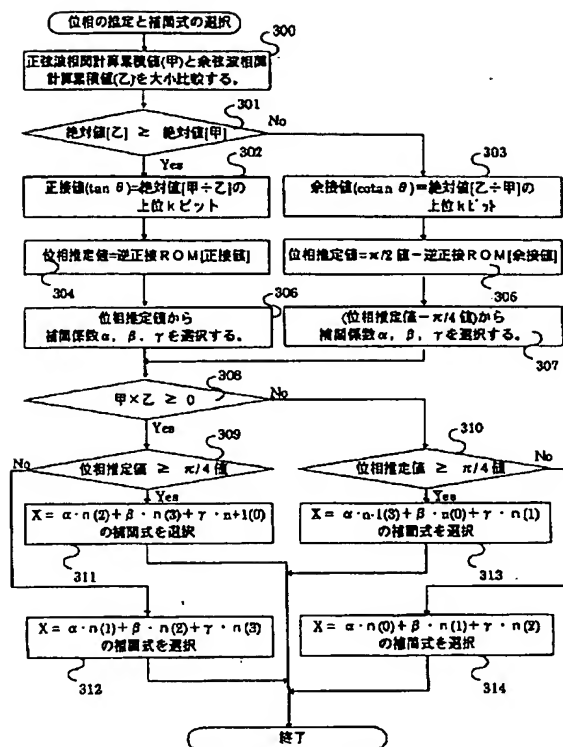 位相の推定と補間式の選択
300
正弦波相関計算累積値(甲)と余弦波相関
計算累積値(乙)を大小比較する。
301
絶対値[乙] ≥ 絶対値[甲]
No
Yes
302
303
正接値(tan θ)=絶対値[甲÷乙]の
上位kビット
余接値(cotan θ)=絶対値[乙÷甲]の
上位kビット
位相推定値=逆正接ROM[正接値]
位相推定値=π/2値-逆正接ROM[余接値]
304
306
305
位相推定値から
補間係数α, β, γを選択する。
(位相推定値-π/4値)から
補間係数α, β, γを選択する。
307
308
甲×乙 ≥ 0
No
Yes
309
310
No
位相推定値 ≥ π/4値
位相推定値 ≥ π/4値
No
Yes
Yes
X = α・n(2)+β・n(3)+γ・n+1(0)
の補間式を選択
X = α・n-1(3)+β・n(0)+γ・n(1)
の補間式を選択
311
313
X = α・n(1)+β・n(2)+γ・n(3)
の補間式を選択
X = α・n(0)+β・n(1)+γ・n(2)
の補間式を選択
312
314
終了